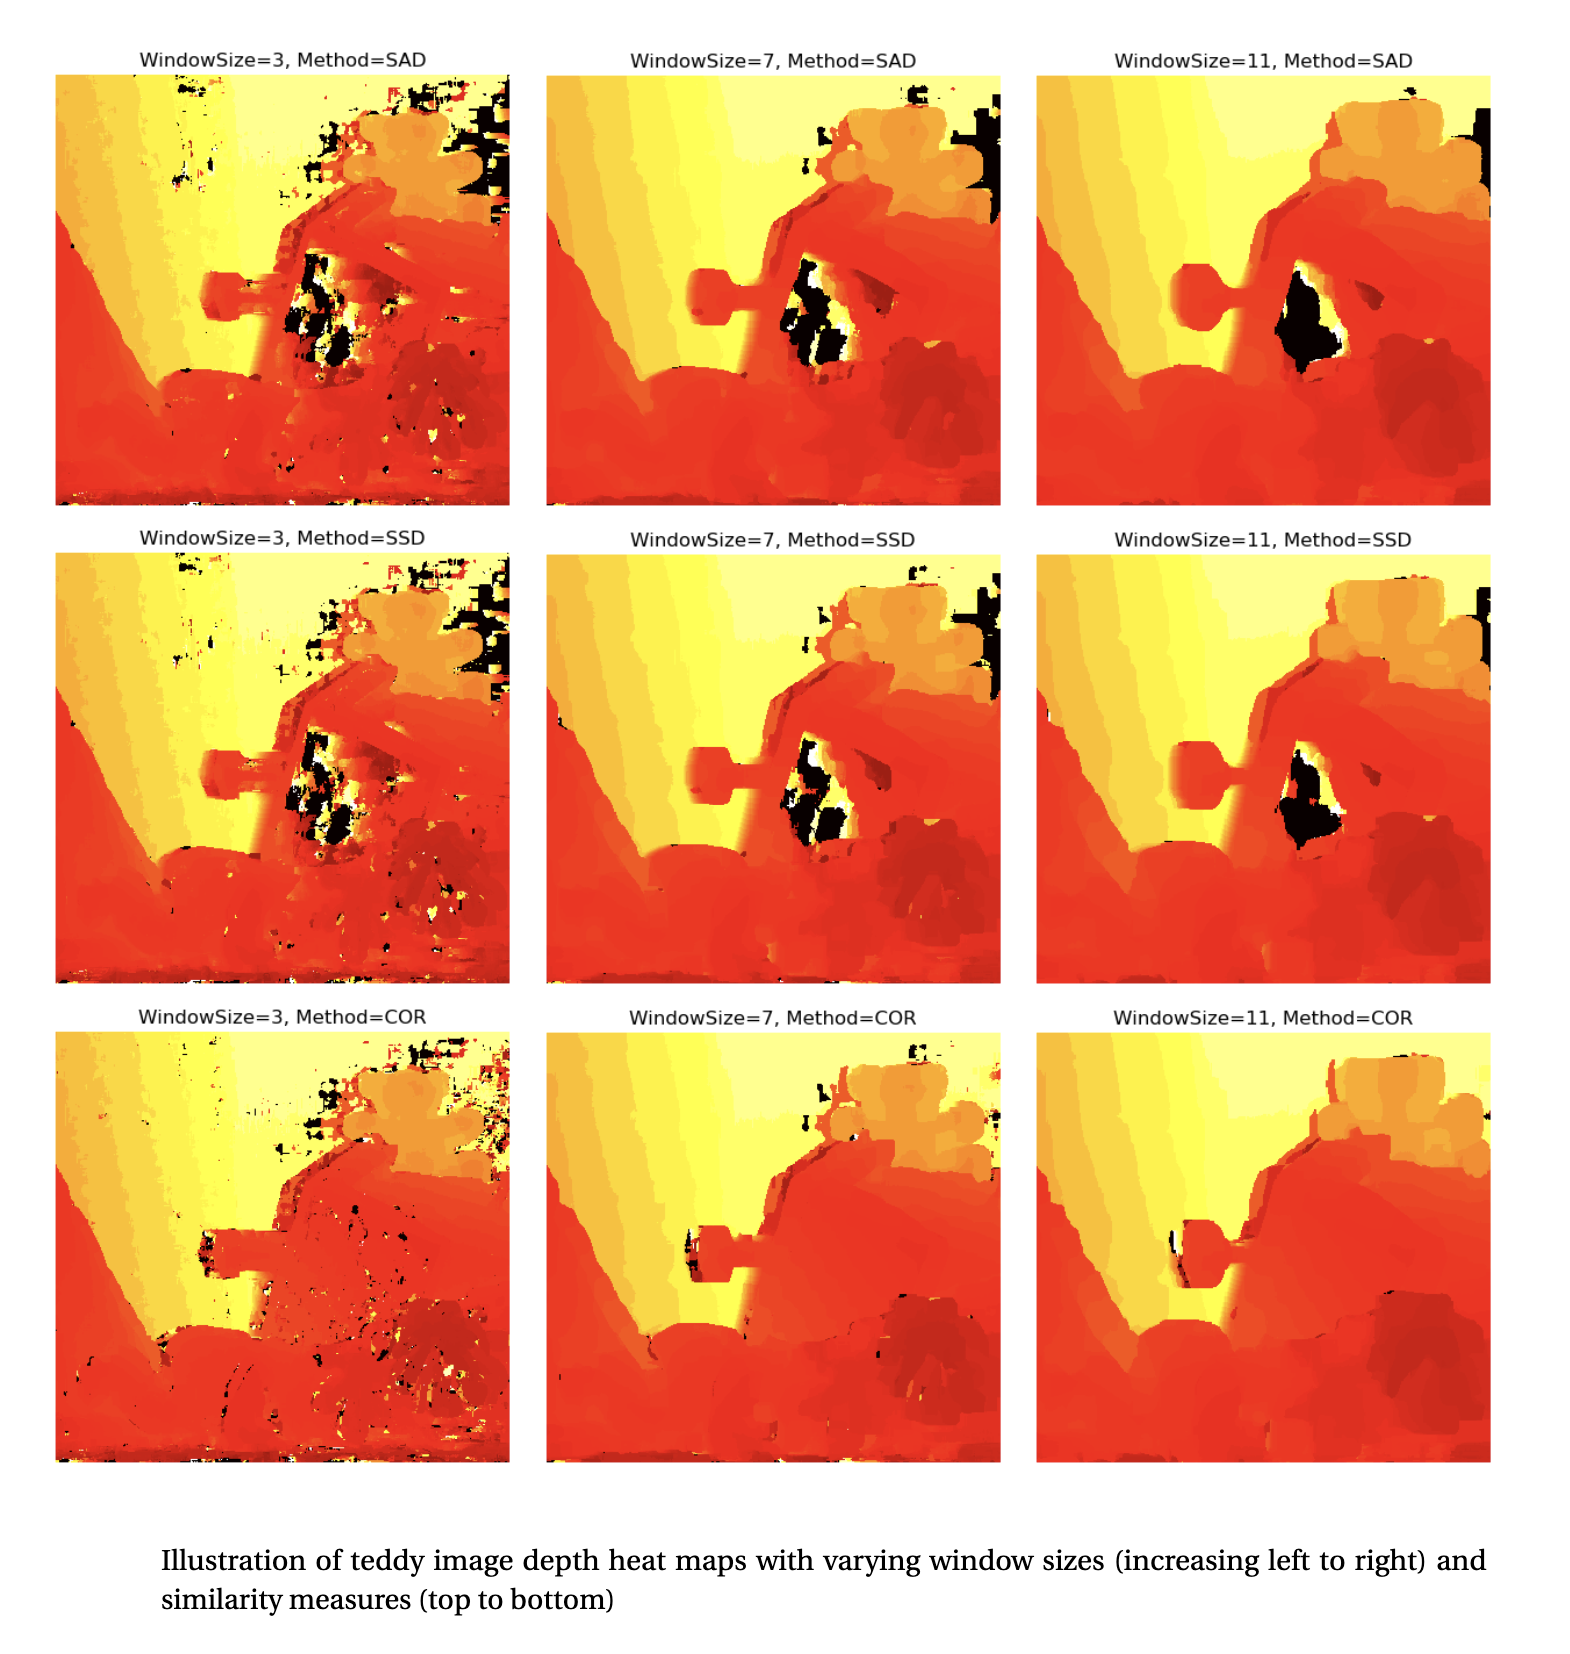 WindowSize=3, Method=SAD
WindowSize=7, Method=SAD
WindowSize=11, Method=SAD
WindowSize=3, Method=SSD
WindowSize=7, Method=SSD
WindowSize=11, Method=SSD
WindowSize=3, Method=COR
WindowSize=7, Method=COR
WindowSize=11, Method=COR
Illustration of teddy image depth heat maps with varying window sizes (increasing left to right) and
similarity measures (top to bottom)